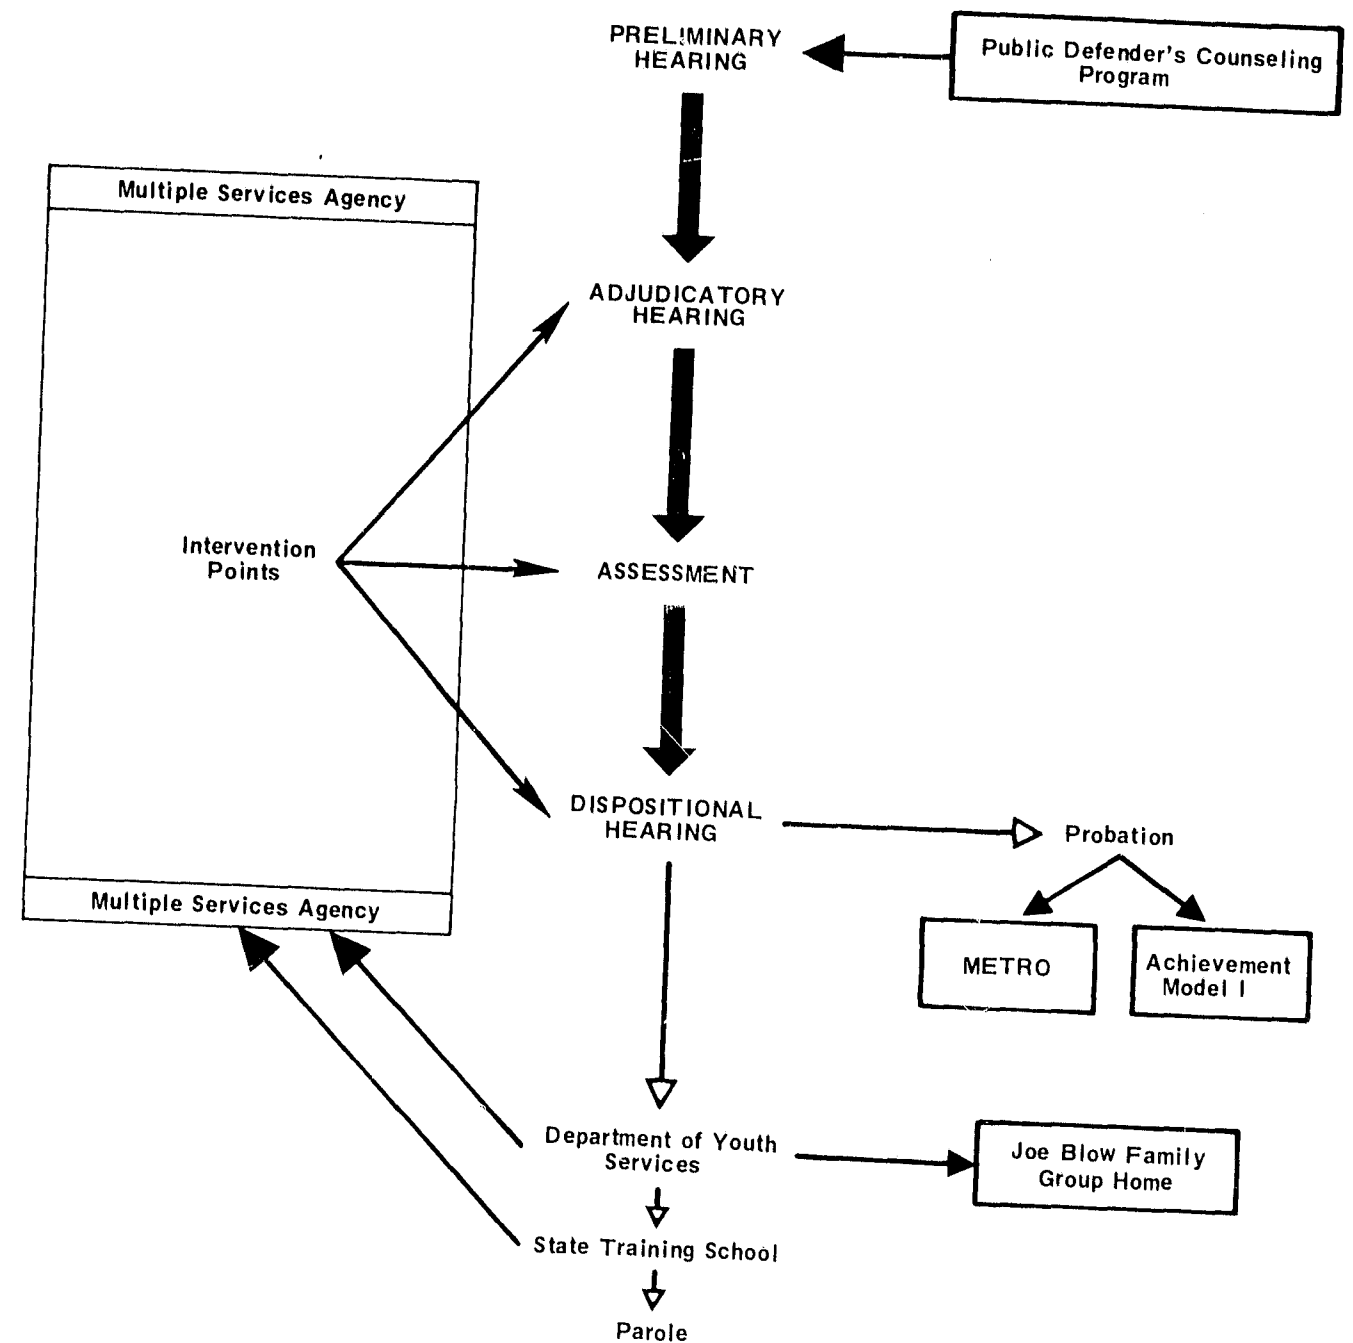 PRELIMINARY
HEARING
Public Defender's Counseling
Program
Multiple Services Agency
ADJUDICATORY
HEARING
Intervention
Points
ASSESSMENT
DISPOSITIONAL
HEARING
Probation
Multiple Services Agency
METRO
Achievement
Model I
Department of Youth
Services
Joe Blow Family
Group Home
State Training School
Parole